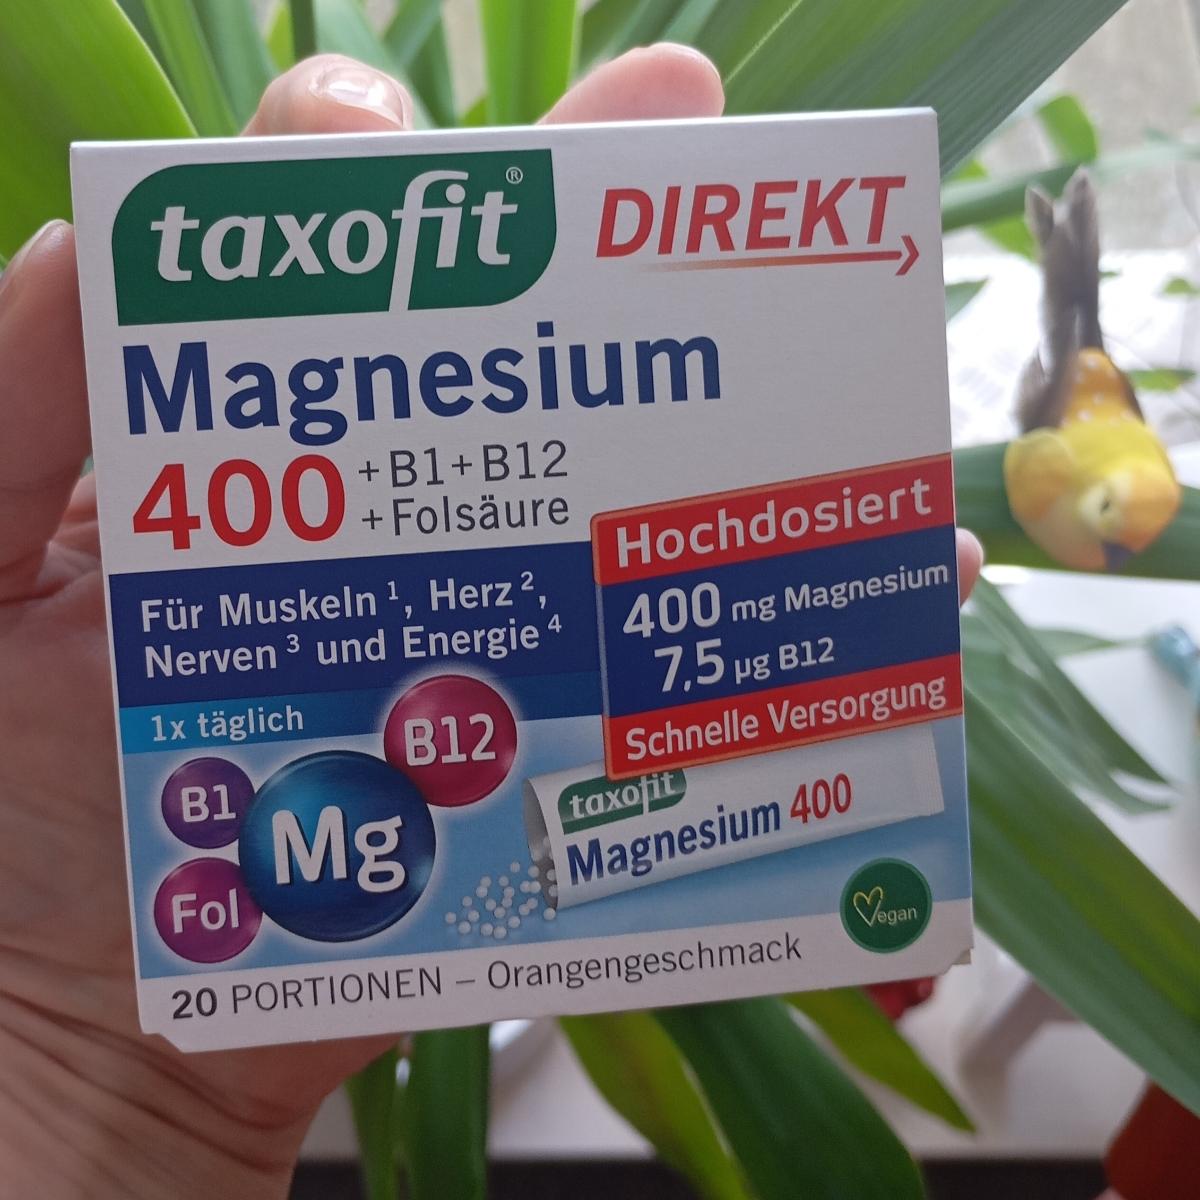 taxofit®
DIREKT
Magnesium
400 +B1+B12
+Folsäure
Hochdosiert
400 mg Magnesium
7,5 µg B12
Schnelle Versorgung
Für Muskeln ¹, Herz ²,
Nerven ³ und Energie ⁴
1x täglich
B12
B1
Mg
Fol
taxofit
Magnesium 400
Vegan
20 PORTIONEN – Orangengeschmack